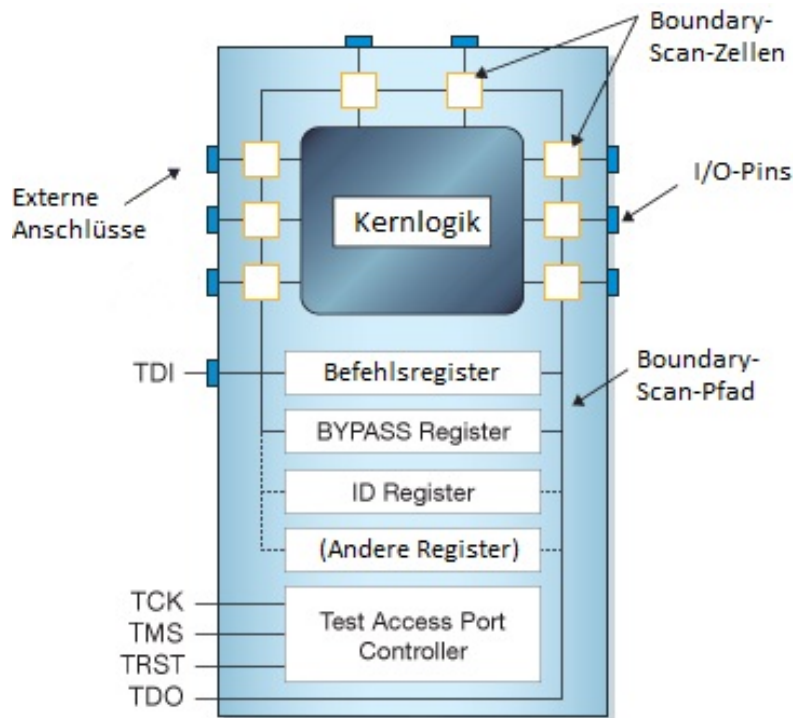 Boundary-
Scan-Zellen
I/O-Pins
Externe
Anschlüsse
Kernlogik
TDI
Befehlsregister
Boundary-
Scan-Pfad
BYPASS Register
ID Register
(Andere Register)
TCK
TMS
TRST
TDO
Test Access Port
Controller